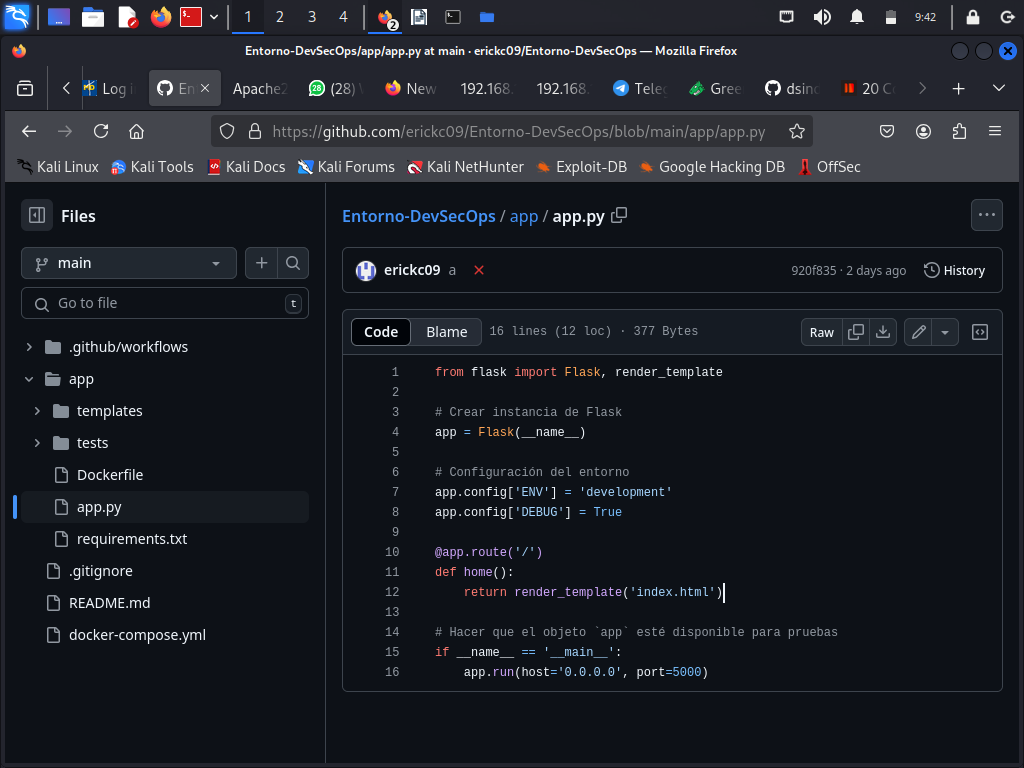 1 2 3 4 2 9:42
Entorno-DevSecOps/app/app.py at main · erickc09/Entorno-DevSecOps — Mozilla Firefox
Log in En Apache2 28 (28) New 192.168. 192.168. Tele Gree dsin 20 C
https://github.com/erickc09/Entorno-DevSecOps/blob/main/app/app.py
Kali Linux Kali Tools Kali Docs Kali Forums Kali NetHunter Exploit-DB Google Hacking DB OffSec
Files
main
Go to file t
.github/workflows
app
templates
tests
Dockerfile
app.py
requirements.txt
.gitignore
README.md
docker-compose.yml
Entorno-DevSecOps / app / app.py
erickc09 a 920f835 · 2 days ago History
Code Blame 16 lines (12 loc) · 377 Bytes Raw
1 from flask import Flask, render_template
2
3 # Crear instancia de Flask
4 app = Flask(__name__)
5
6 # Configuración del entorno
7 app.config['ENV'] = 'development'
8 app.config['DEBUG'] = True
9
10 @app.route('/')
11 def home():
12 return render_template('index.html')
13
14 # Hacer que el objeto `app` esté disponible para pruebas
15 if __name__ == '__main__':
16 app.run(host='0.0.0.0', port=5000)